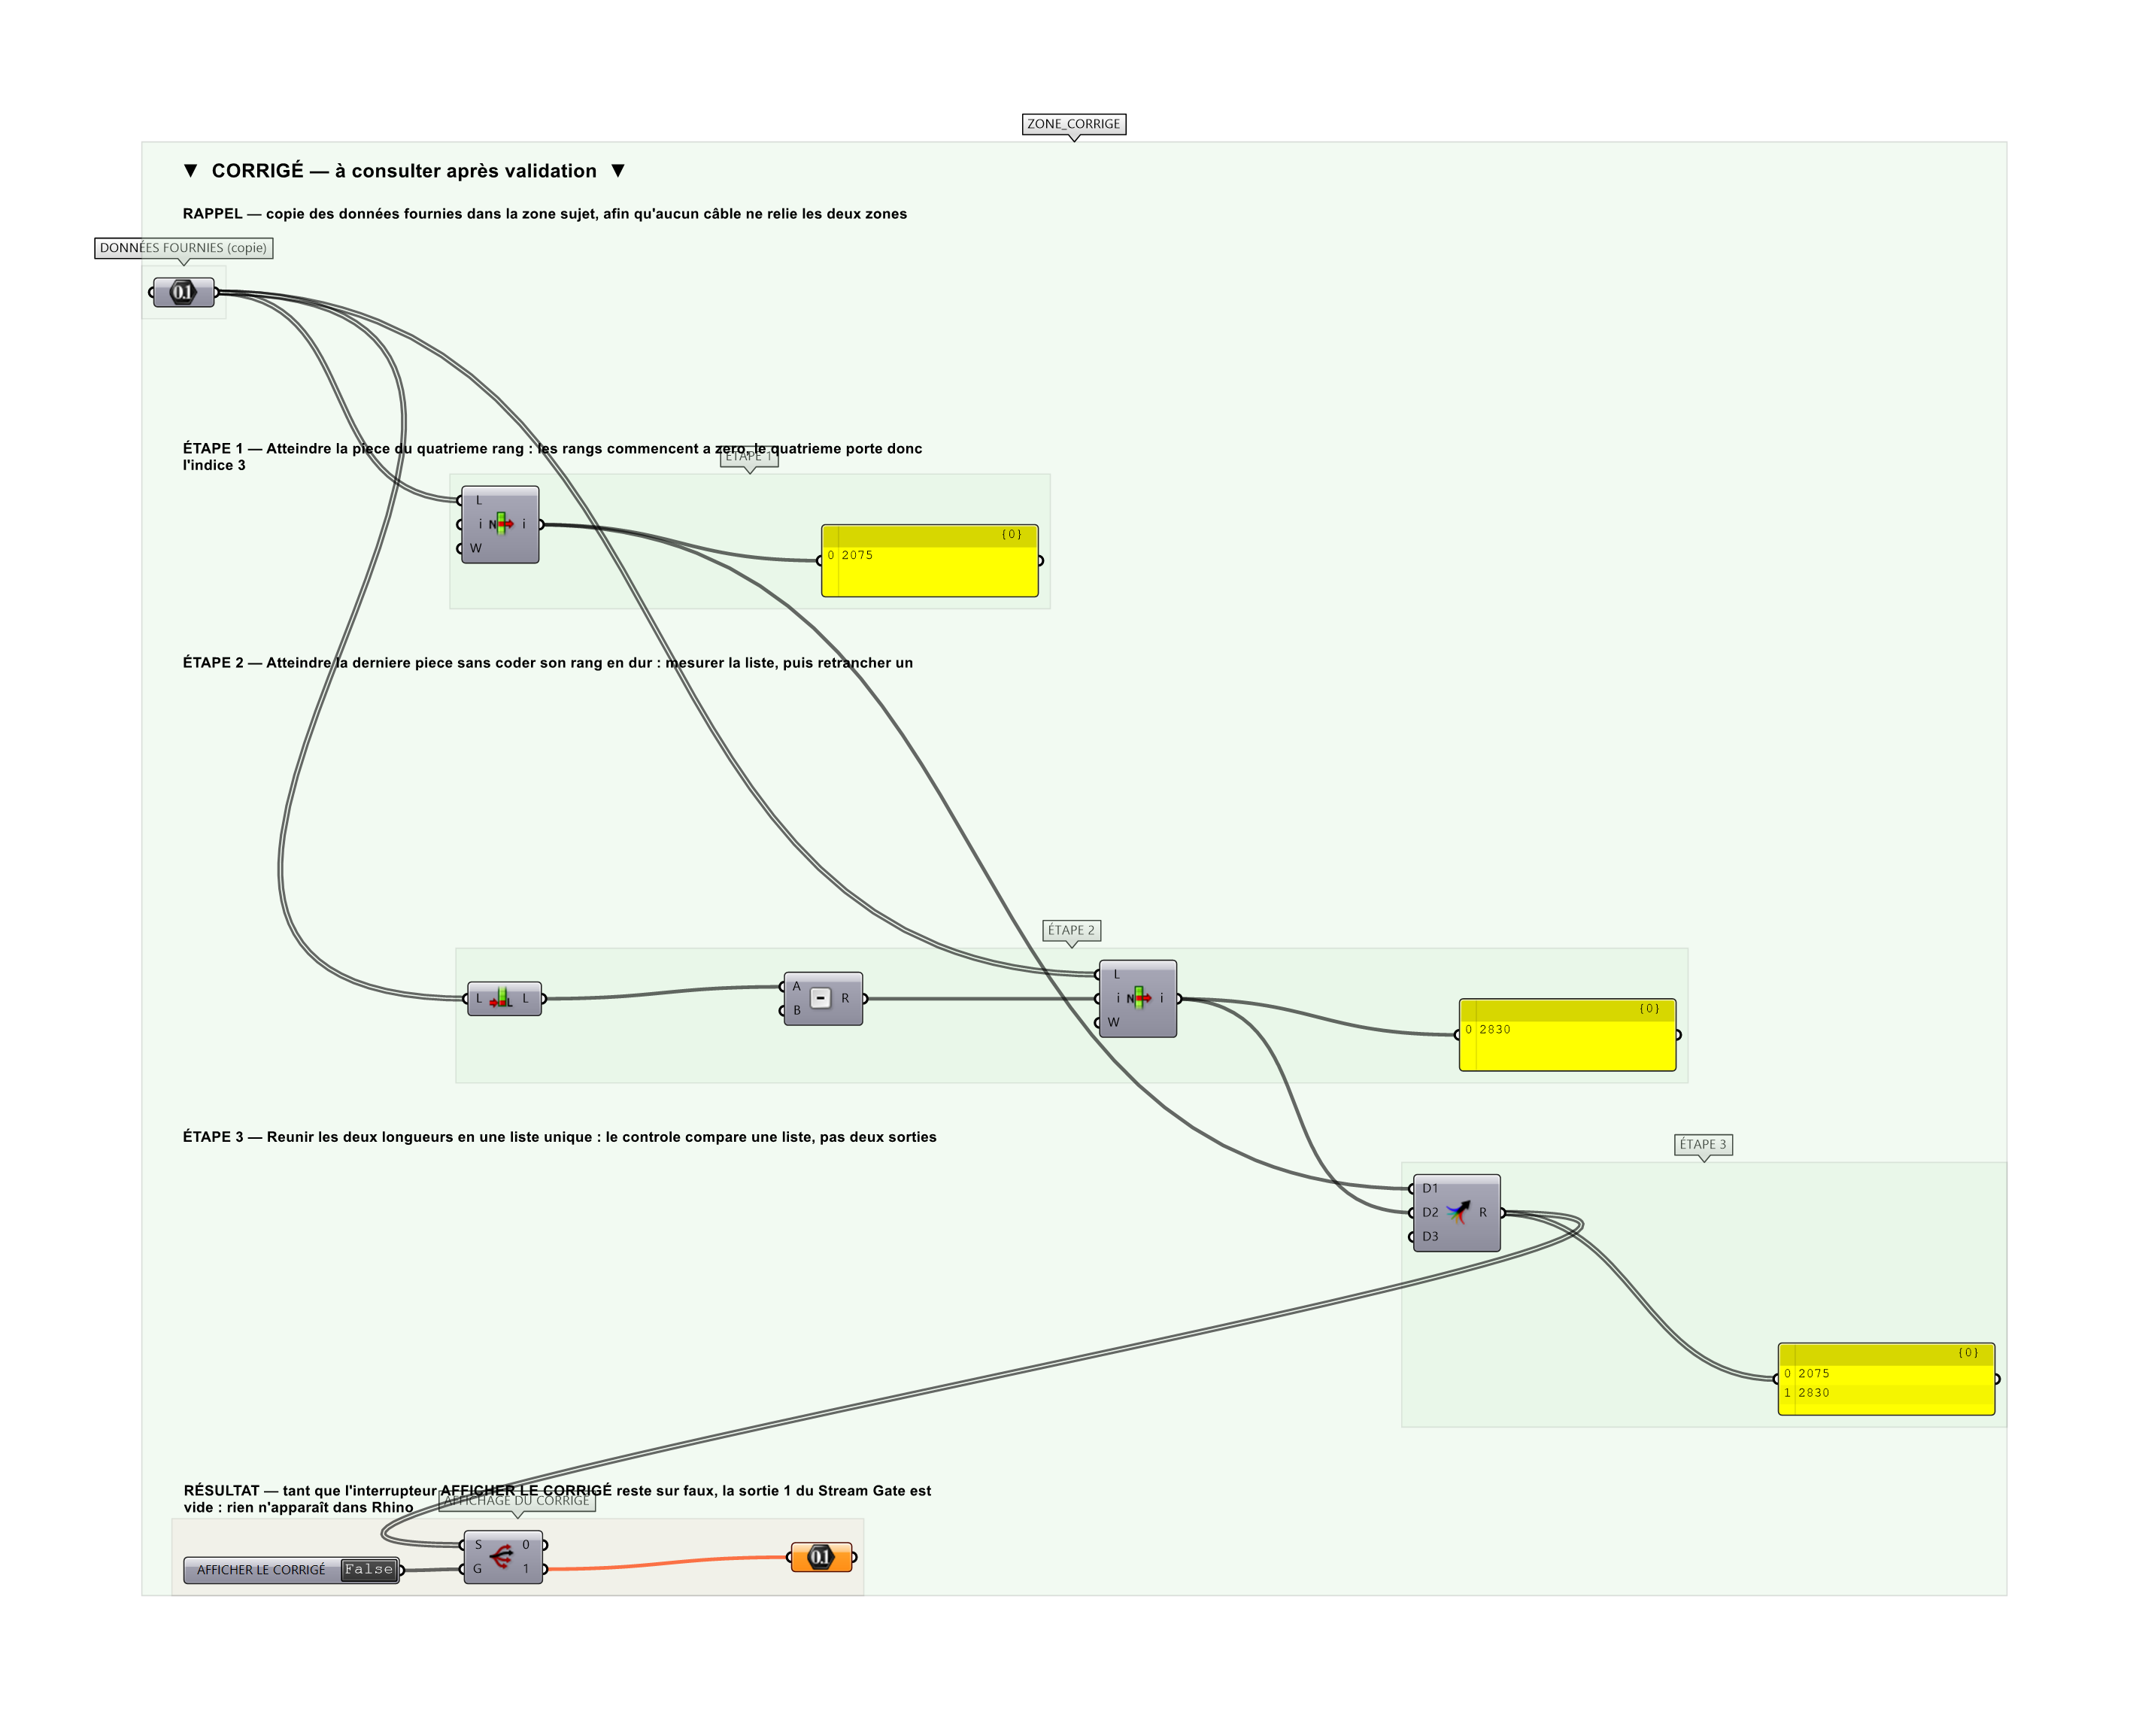 ZONE_CORRIGE
▼ CORRIGÉ — à consulter après validation ▼
RAPPEL — copie des données fournies dans la zone sujet, afin qu'aucun câble ne relie les deux zones
DONNÉES FOURNIES (copie)
0.1
ÉTAPE 1 — Atteindre la piece du quatrieme rang : les rangs commencent a zero, le quatrieme porte donc
l'indice 3
ÉTAPE 1
L
i N i
W
{0}
0 2075
ÉTAPE 2 — Atteindre la derniere piece sans coder son rang en dur : mesurer la liste, puis retrancher un
ÉTAPE 2
L L L
A
B
- R
L
i N i
W
{0}
0 2830
ÉTAPE 3 — Reunir les deux longueurs en une liste unique : le controle compare une liste, pas deux sorties
ÉTAPE 3
D1
D2 R
D3
{0}
0 2075
1 2830
RÉSULTAT — tant que l'interrupteur AFFICHER LE CORRIGÉ reste sur faux, la sortie 1 du Stream Gate est
vide : rien n'apparaît dans Rhino
AFFICHAGE DU CORRIGÉ
AFFICHER LE CORRIGÉ False
S 0
G 1
0.1